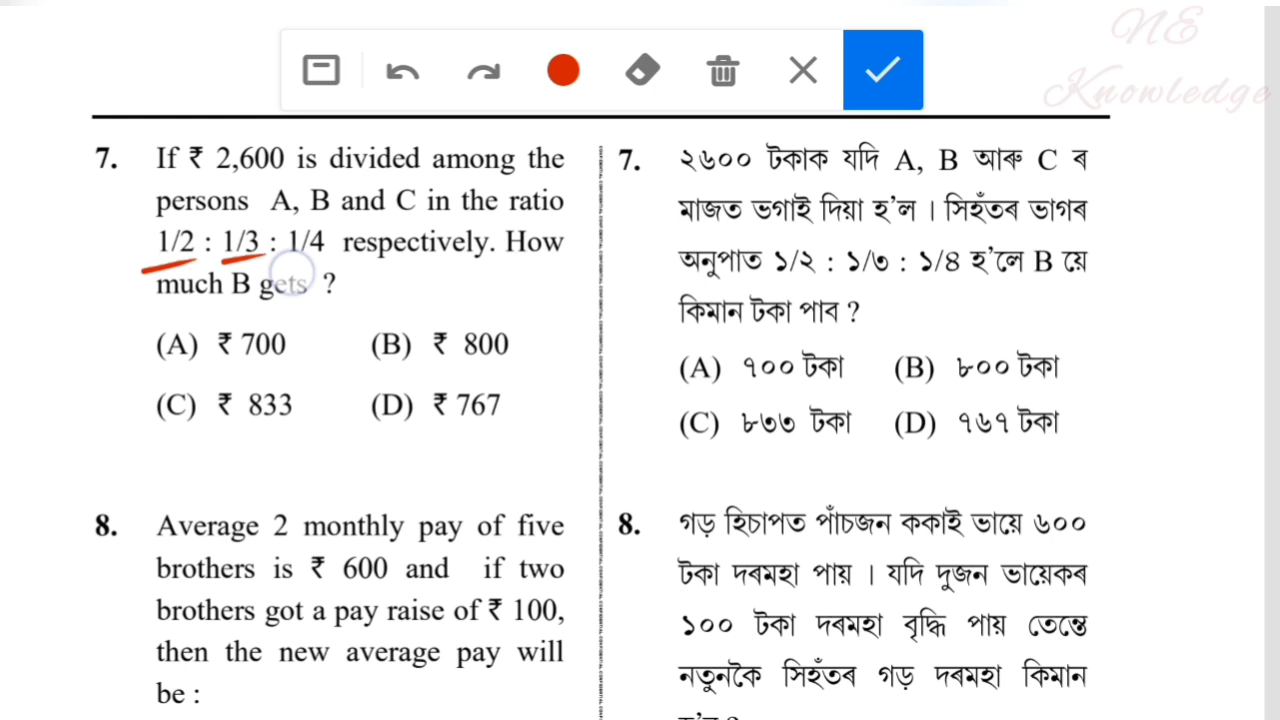 NE
Knowledge
7. If ₹ 2,600 is divided among the
persons A, B and C in the ratio
1/2 : 1/3 : 1/4 respectively. How
much B gets ?
(A) ₹ 700 (B) ₹ 800
(C) ₹ 833 (D) ₹ 767
8. Average 2 monthly pay of five
brothers is ₹ 600 and if two
brothers got a pay raise of ₹ 100,
then the new average pay will
be :
7. ২৬০০ টকাক যদি A, B আৰু C ৰ
মাজত ভগাই দিয়া হ’ল । সিহঁতৰ ভাগৰ
অনুপাত ১/২ : ১/৩ : ১/৪ হ’লে B য়ে
কিমান টকা পাব ?
(A) ৭০০ টকা (B) ৮০০ টকা
(C) ৮৩৩ টকা (D) ৭৬৭ টকা
8. গড় হিচাপত পাঁচজন ককাই ভায়ে ৬০০
টকা দৰমহা পায় । যদি দুজন ভায়েকৰ
১০০ টকা দৰমহা বৃদ্ধি পায় তেন্তে
নতুনকৈ সিহঁতৰ গড় দৰমহা কিমান